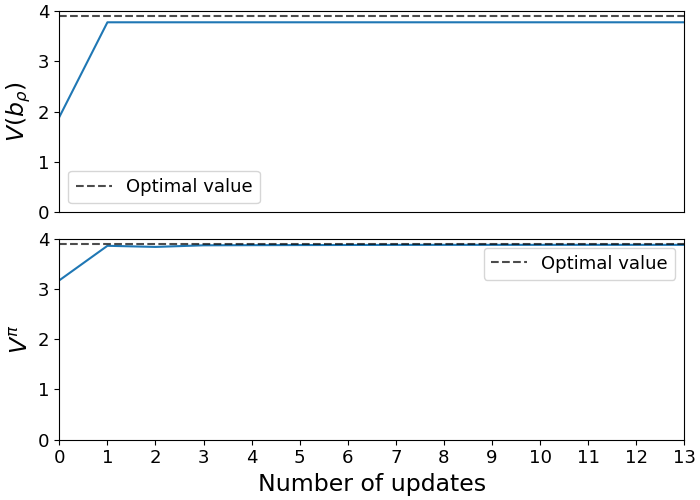 4
3
2
1
0
V(b_ρ)
Optimal value
4
3
2
1
0
V^π
Optimal value
0 1 2 3 4 5 6 7 8 9 10 11 12 13
Number of updates